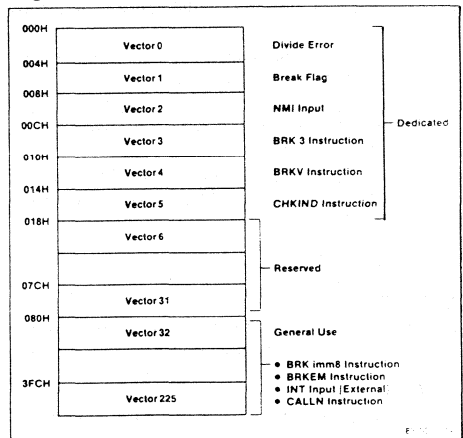 000H
Vector 0 Divide Error
004H
Vector 1 Break Flag
008H
Vector 2 NMI Input
00CH
Dedicated
Vector 3 BRK 3 Instruction
010H
Vector 4 BRKV Instruction
014H
Vector 5 CHKIND Instruction
018H
Vector 6
Reserved
07CH
Vector 31
080H
Vector 32 General Use
• BRK imm8 Instruction
• BRKEM Instruction
3FCH
• INT Input [External]
Vector 225 • CALLN Instruction